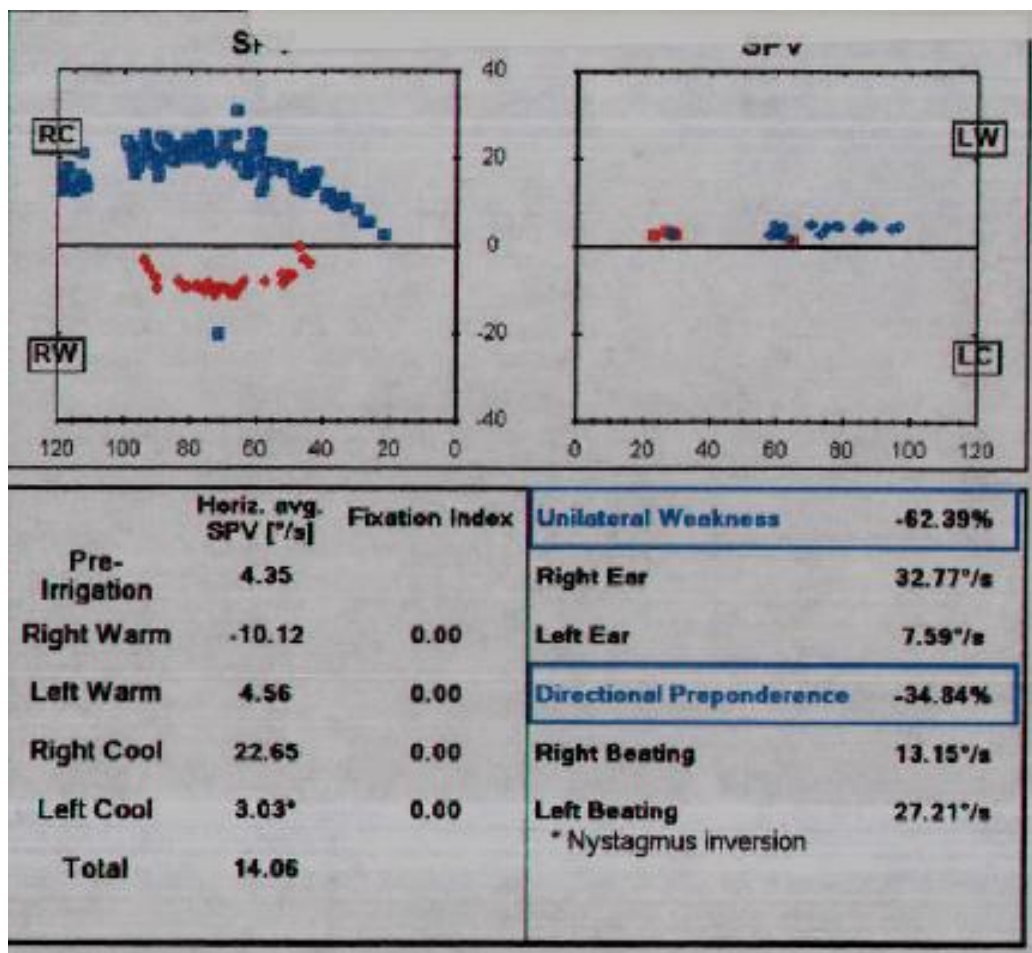 SPV
40
RC
20
LW
0
-20
RW
LC
-40
120 100 80 60 40 20 0
0 20 40 60 80 100 120
Horiz. avg. SPV [°/s]
Fixation Index
Pre-Irrigation 4.35
Right Warm -10.12 0.00
Left Warm 4.56 0.00
Right Cool 22.65 0.00
Left Cool 3.03* 0.00
Total 14.06
Unilateral Weakness -62.39%
Right Ear 32.77°/s
Left Ear 7.59°/s
Directional Preponderence -34.84%
Right Beating 13.15°/s
Left Beating 27.21°/s
* Nystagmus inversion